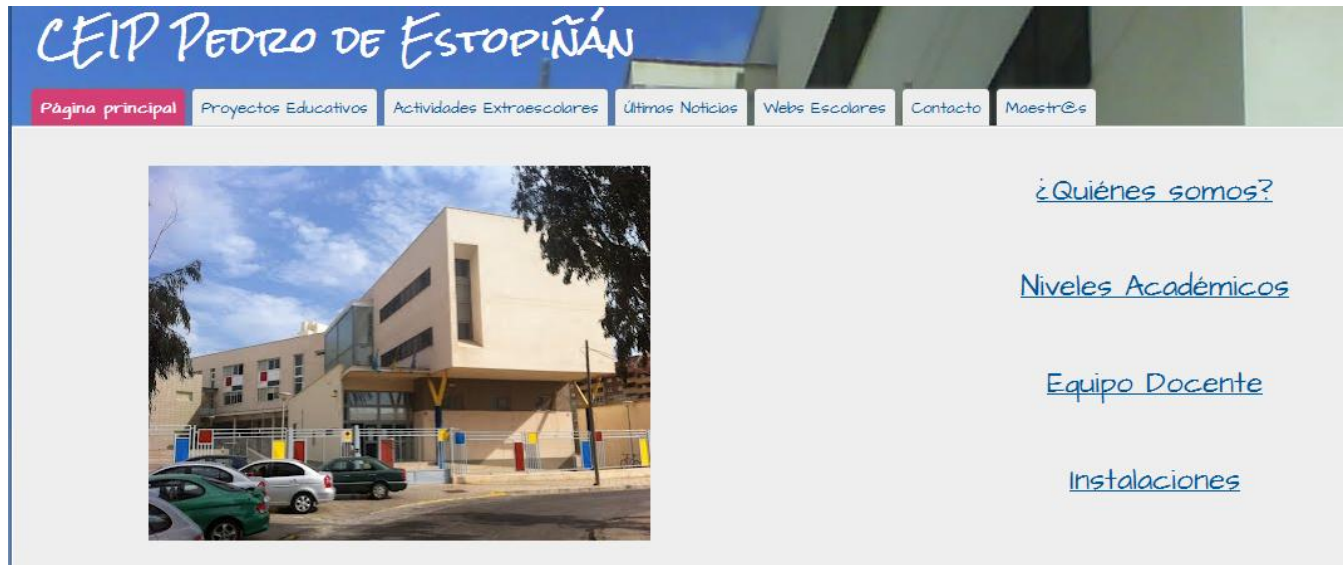 CEIP Pedro de Estopiñán
Página principal Proyectos Educativos Actividades Extraescolares Últimas Noticias Webs Escolares Contacto Maestr@s
¿Quiénes somos?
Niveles Académicos
Equipo Docente
Instalaciones